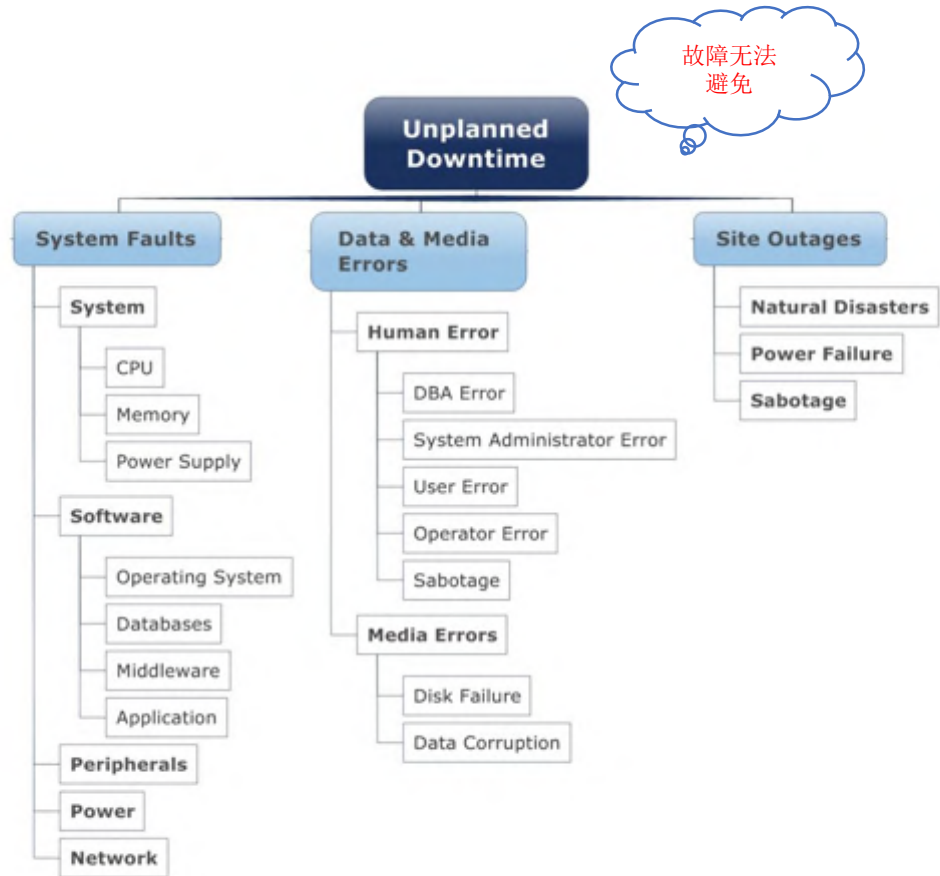 故障无法
避免
Unplanned
Downtime
System Faults
System
CPU
Memory
Power Supply
Software
Operating System
Databases
Middleware
Application
Peripherals
Power
Network
Data & Media
Errors
Human Error
DBA Error
System Administrator Error
User Error
Operator Error
Sabotage
Media Errors
Disk Failure
Data Corruption
Site Outages
Natural Disasters
Power Failure
Sabotage